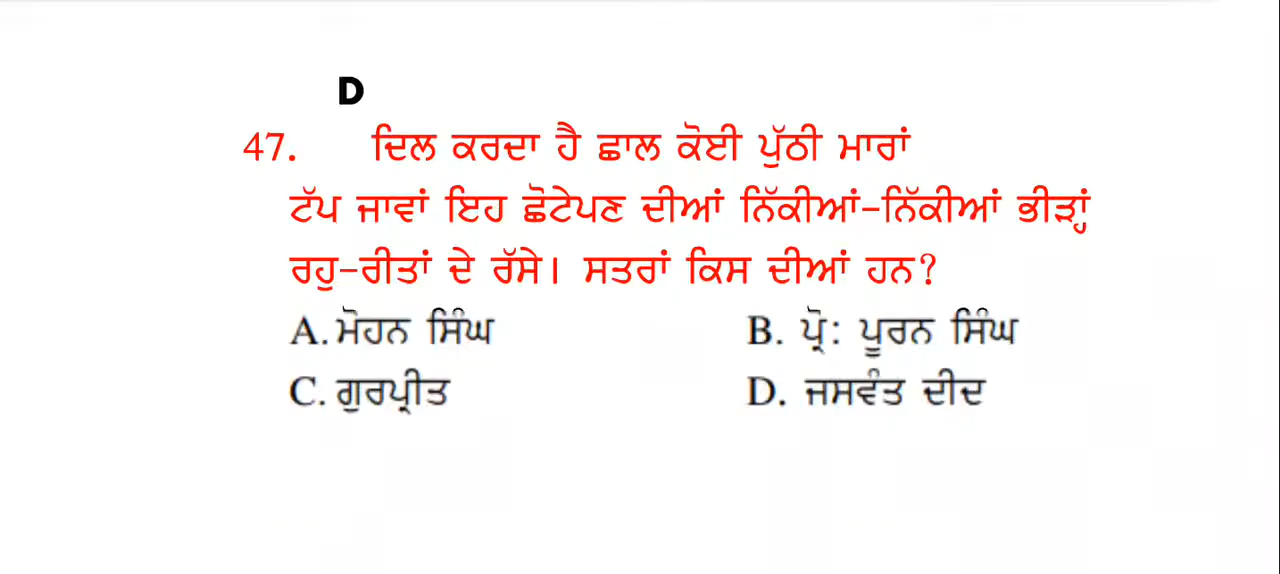 D
47. ਦਿਲ ਕਰਦਾ ਹੈ ਛਾਲ ਕੋਈ ਪੁੱਠੀ ਮਾਰਾਂ
ਟੱਪ ਜਾਵਾਂ ਇਹ ਛੋਟੇਪਣ ਦੀਆਂ ਨਿੱਕੀਆਂ-ਨਿੱਕੀਆਂ ਭੀੜ੍ਹਾਂ
ਰਹੁ-ਰੀਤਾਂ ਦੇ ਰੱਸੇ। ਸਤਰਾਂ ਕਿਸ ਦੀਆਂ ਹਨ?
A. ਮੋਹਨ ਸਿੰਘ B. ਪ੍ਰੋ: ਪੂਰਨ ਸਿੰਘ
C. ਗੁਰਪ੍ਰੀਤ D. ਜਸਵੰਤ ਦੀਦ